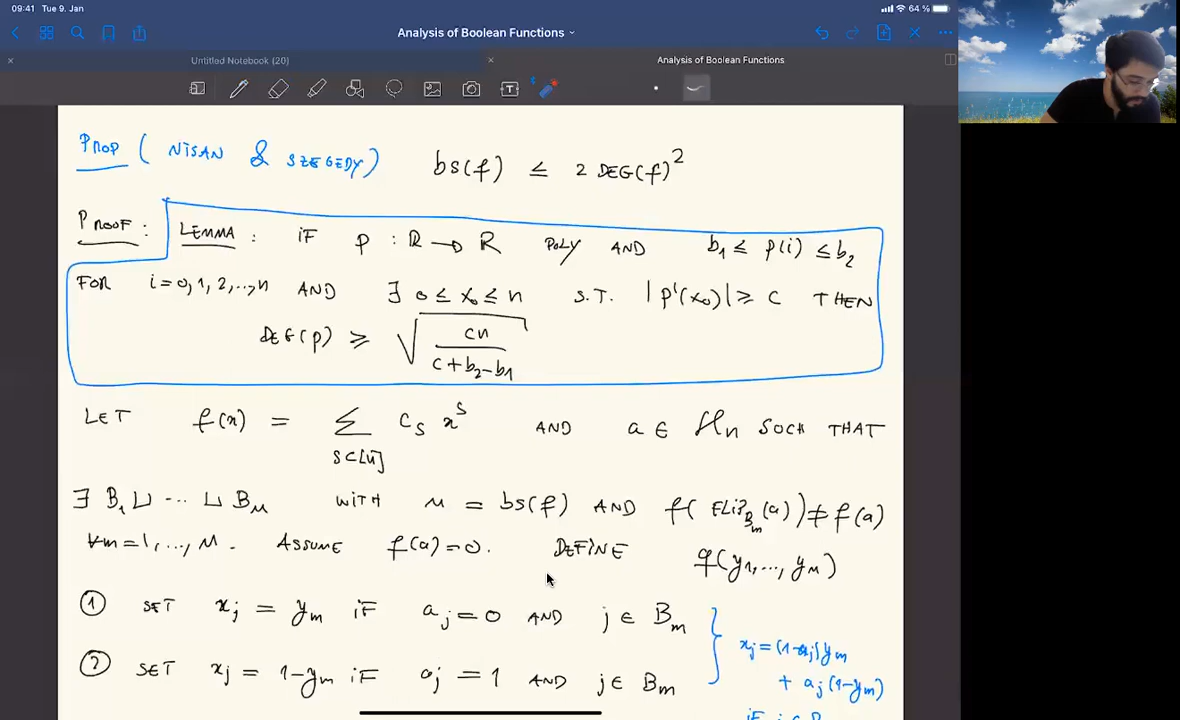 09:41 Tue 9. Jan
64 %
Analysis of Boolean Functions
Untitled Notebook (20)
Analysis of Boolean Functions
PROP ( NISAN & SZEGEDY) bs(f) ≤ 2 DEG(f)²
PROOF : LEMMA : iF p : ℝ → ℝ POLY AND b₁ ≤ p(i) ≤ b₂
FOR i = 0, 1, 2, .., n AND ∃ 0 ≤ x₀ ≤ n S.T. |p'(x₀)| ≥ c THEN
DEG(p) ≥ √(cn / (c + b₂ - b₁))
LET f(x) = ∑_{S⊂[n]} c_S x^S AND a ∈ H_n SUCH THAT
∃ B₁ ⊔ ... ⊔ B_M WITH M = bs(f) AND f( FLIP_{B_m}(a)) ≠ f(a)
∀m = 1, ..., M. ASSUME f(a) = 0. DEFINE q(y₁, ..., y_M)
① SET x_j = y_m iF a_j = 0 AND j ∈ B_m
x_j = (1-a_j) y_m
② SET x_j = 1-y_m iF a_j = 1 AND j ∈ B_m
+ a_j (1-y_m)